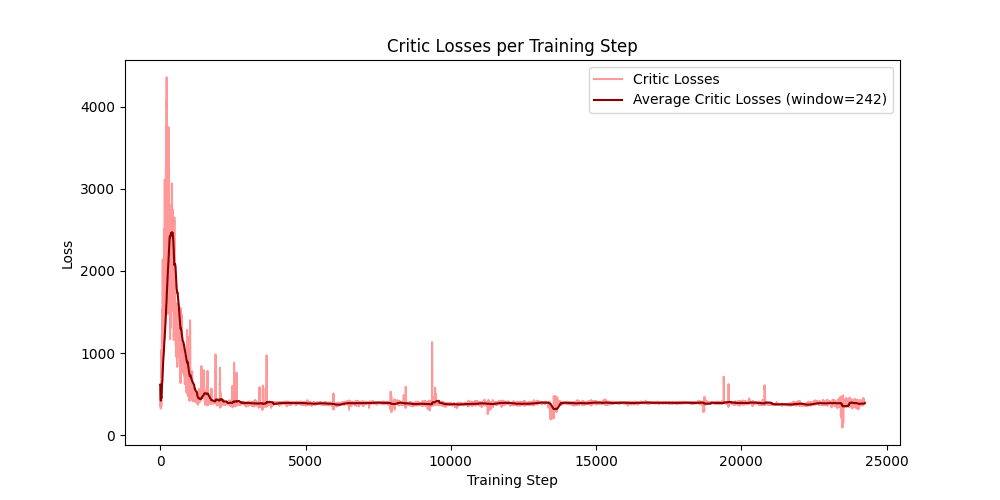 Critic Losses per Training Step
Critic Losses
Average Critic Losses (window=242)
Loss
4000
3000
2000
1000
0
0
5000
10000
15000
20000
25000
Training Step